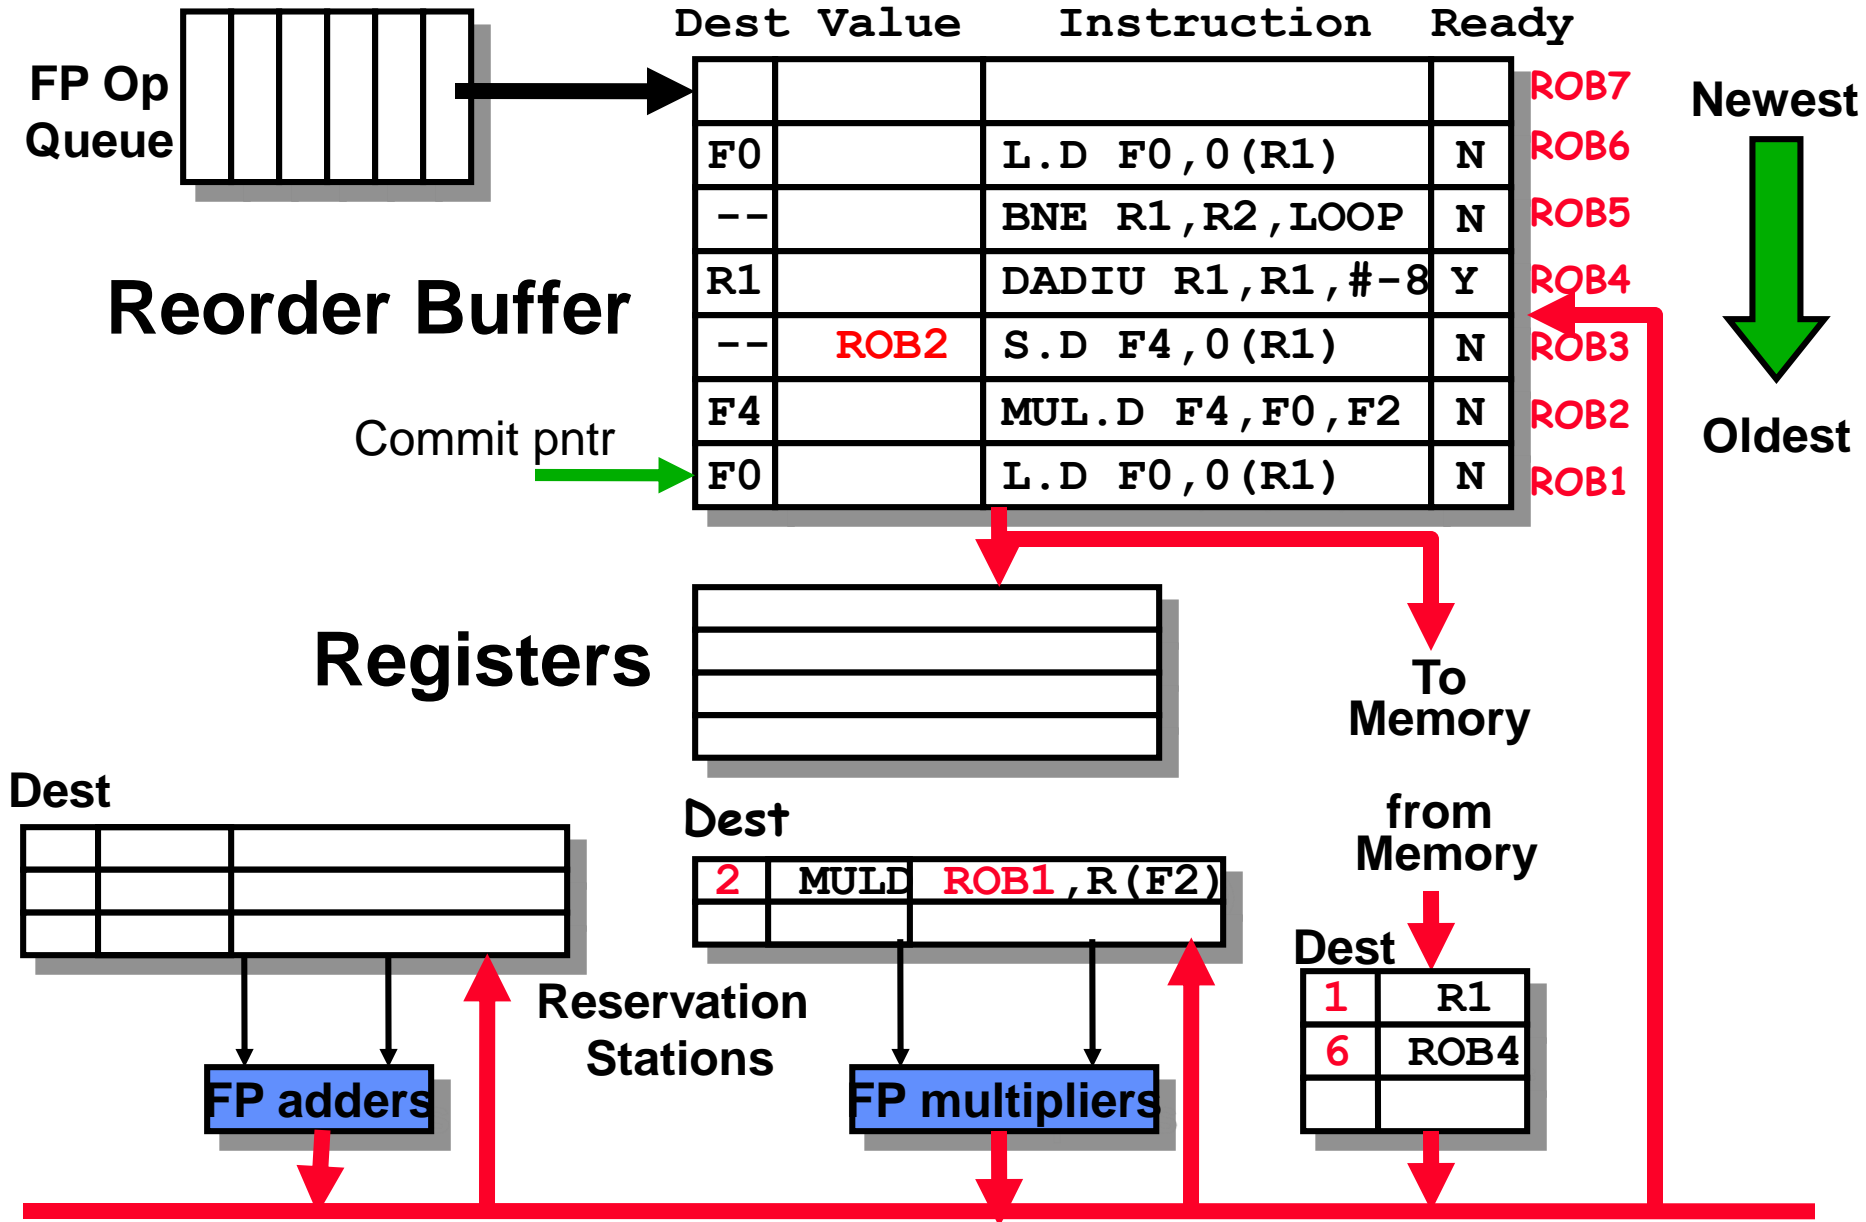 Dest Value Instruction Ready
FP Op
Queue
ROB7
Newest
F0 L.D F0,0(R1) N ROB6
-- BNE R1,R2,LOOP N ROB5
Reorder Buffer
R1 DADIU R1,R1,#-8 Y ROB4
-- ROB2 S.D F4,0(R1) N ROB3
F4 MUL.D F4,F0,F2 N ROB2
Oldest
Commit pntr
F0 L.D F0,0(R1) N ROB1
Registers
To
Memory
Dest
Dest
from
Memory
2 MULD ROB1,R(F2)
Dest
1 R1
6 ROB4
Reservation
Stations
FP adders
FP multipliers